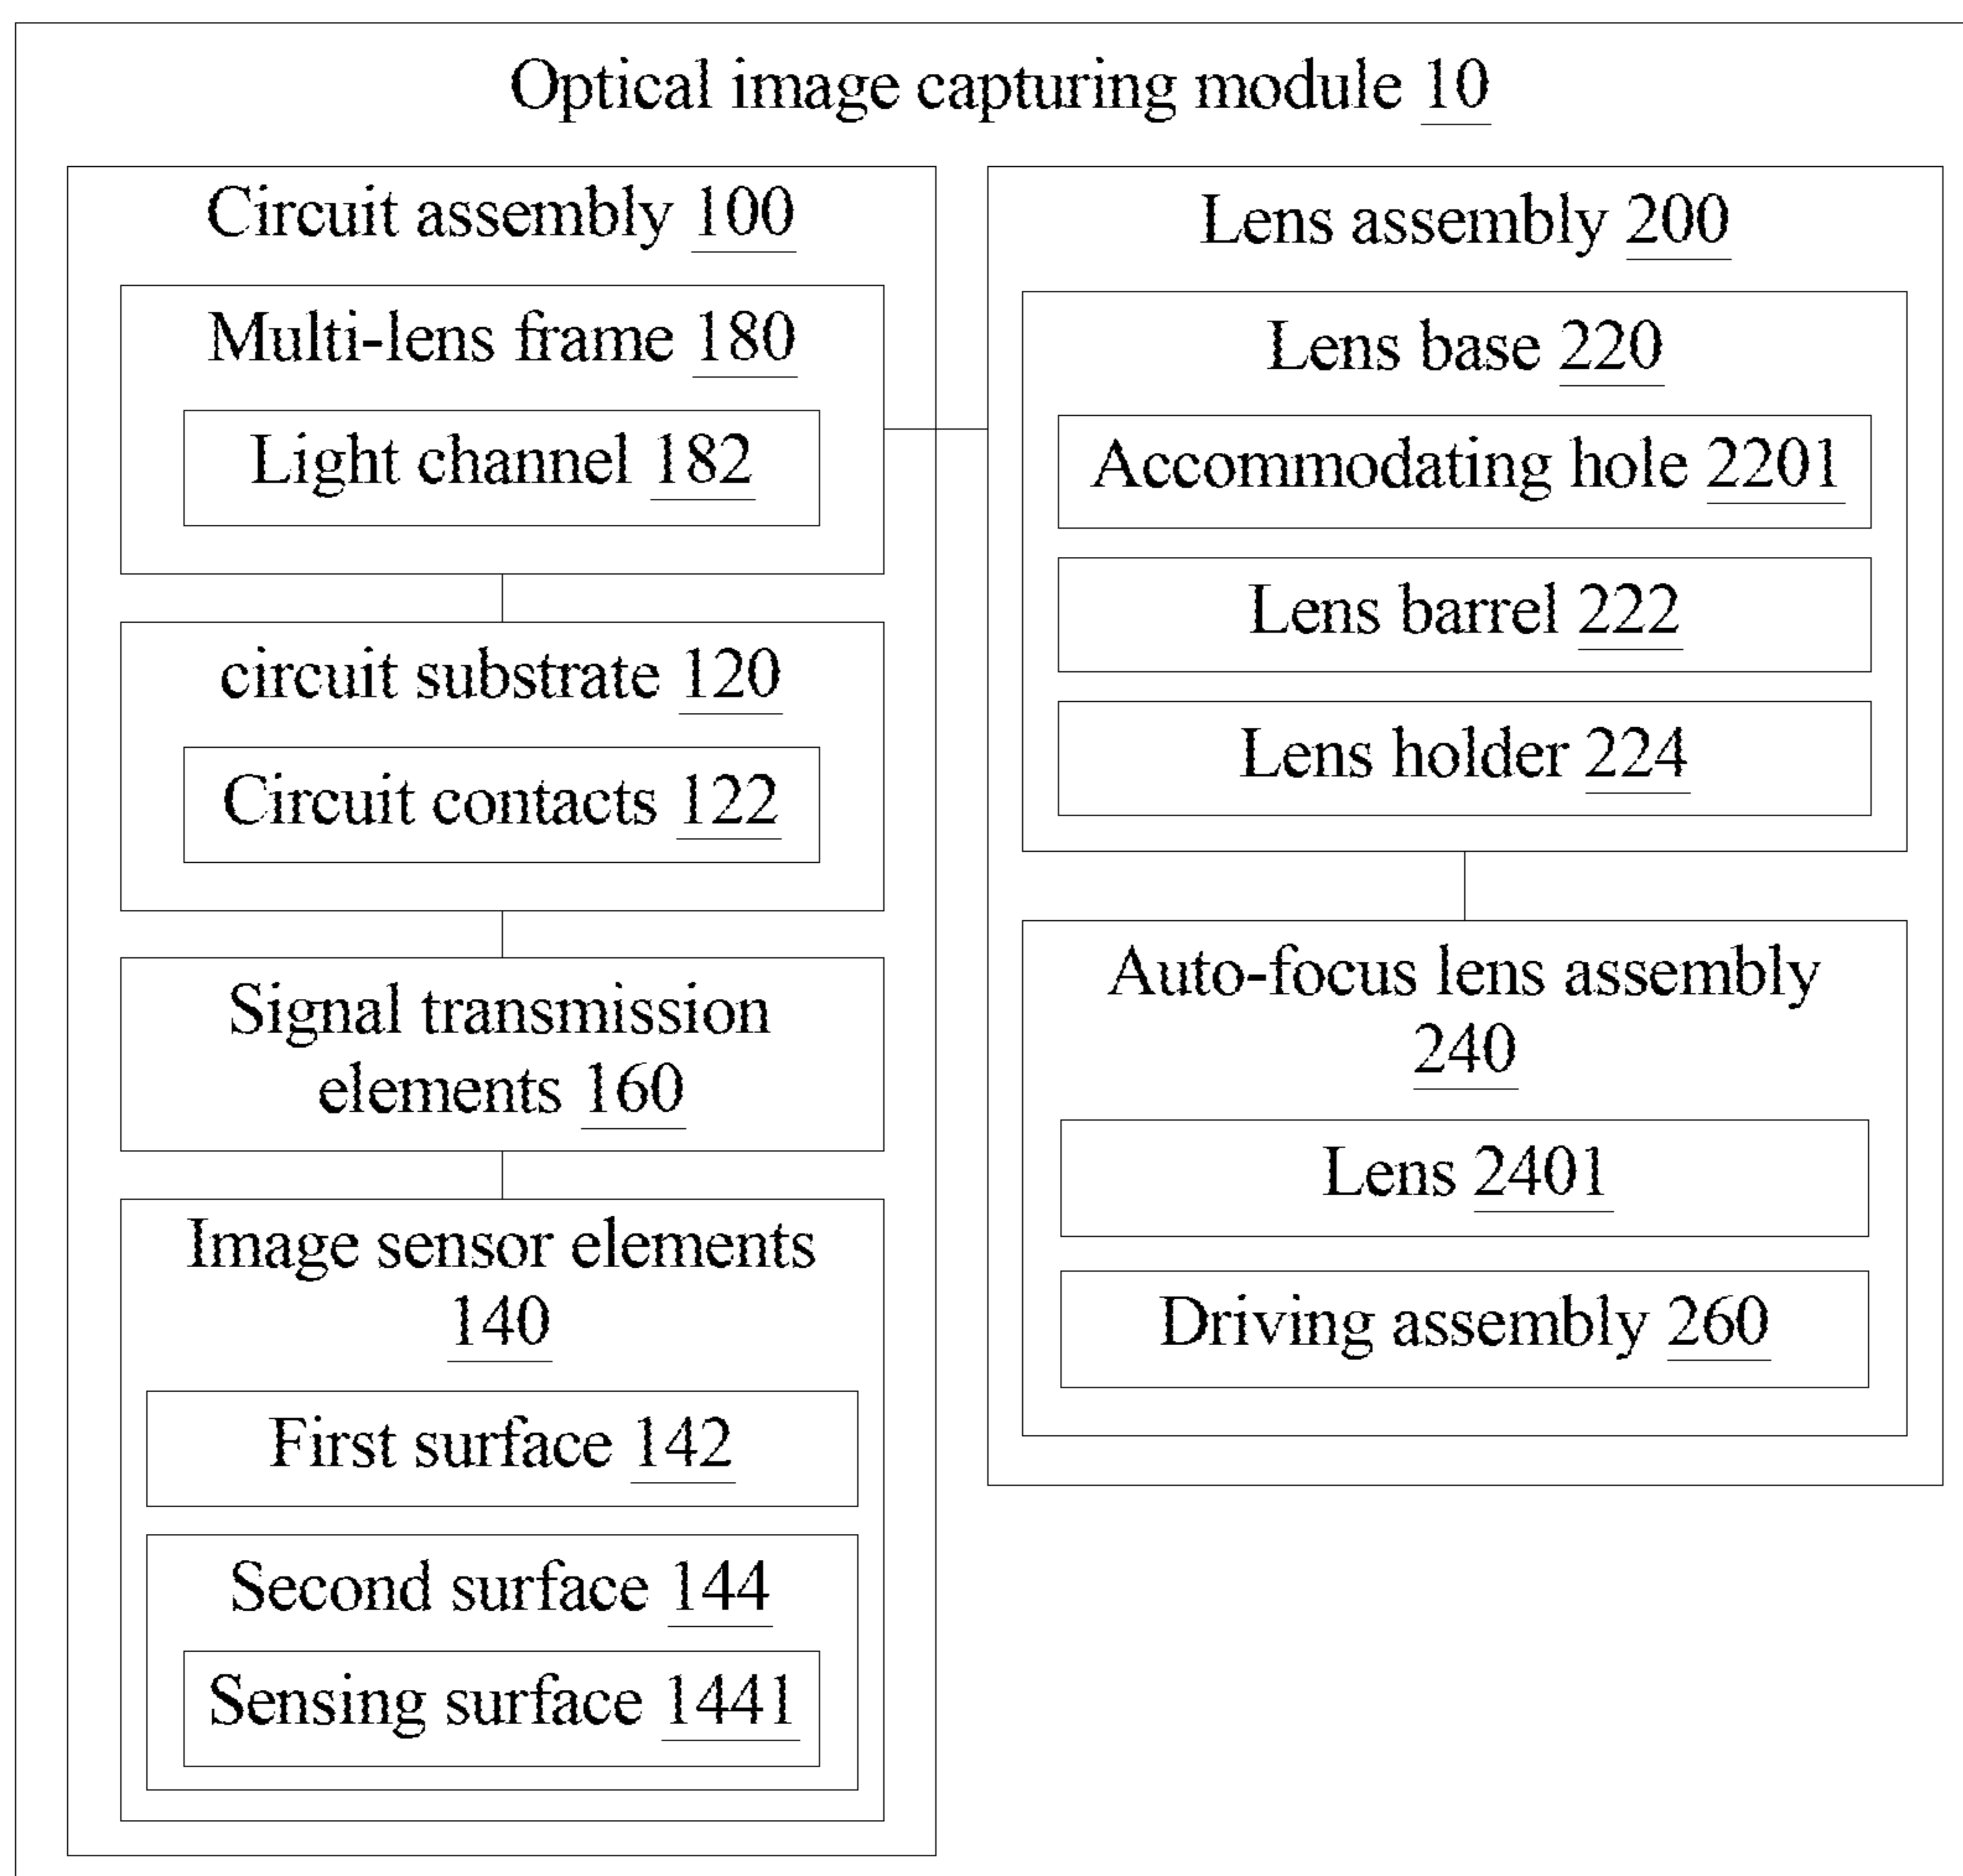 Optical image capturing module 10
Circuit assembly 100
Multi-lens frame 180
Light channel 182
circuit substrate 120
Circuit contacts 122
Signal transmission
elements 160
Image sensor elements
140
First surface 142
Second surface 144
Sensing surface 1441
Lens assembly 200
Lens base 220
Accommodating hole 2201
Lens barrel 222
Lens holder 224
Auto-focus lens assembly
240
Lens 2401
Driving assembly 260